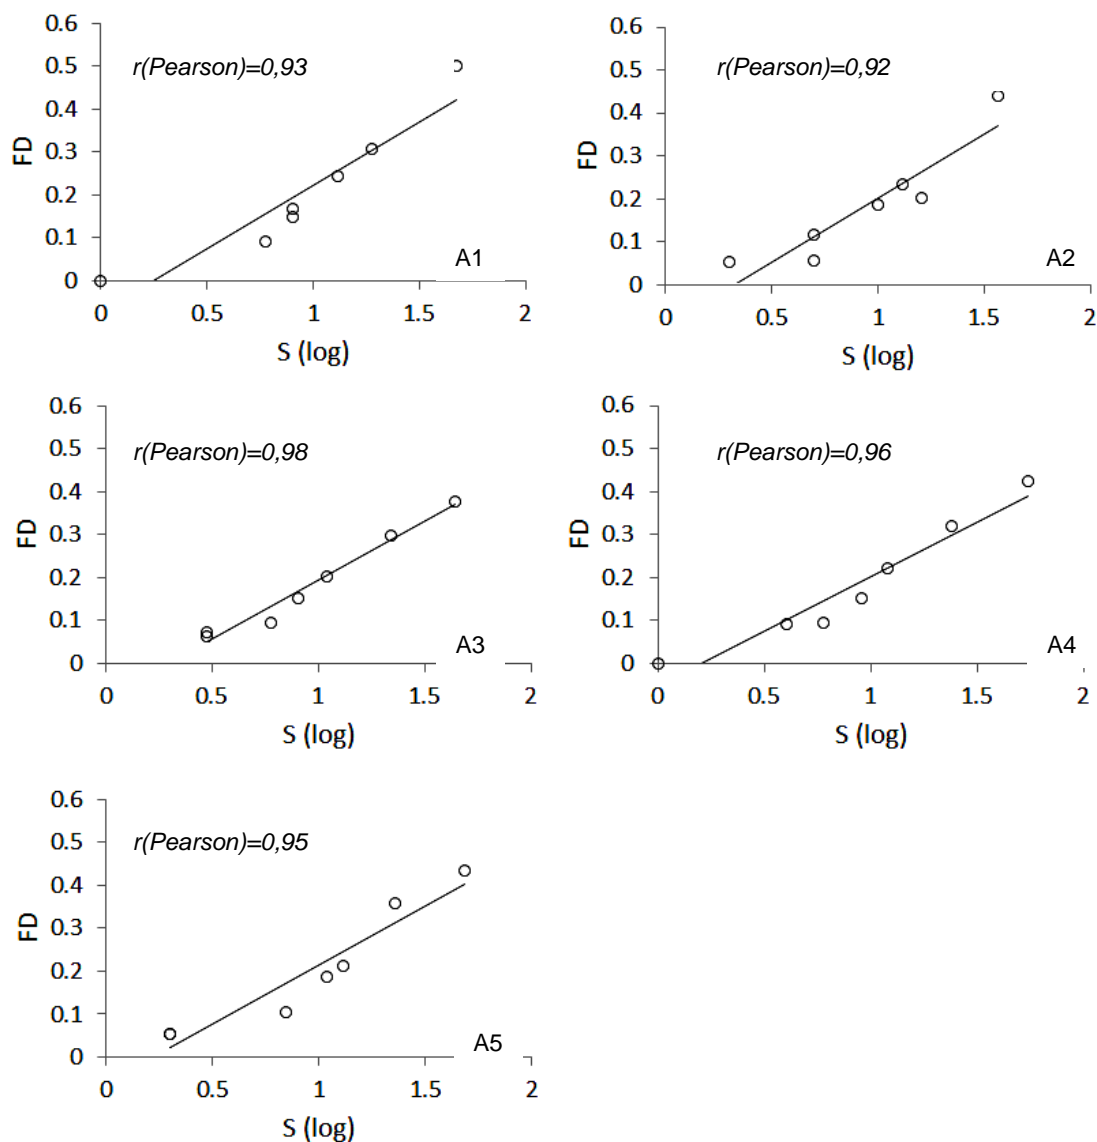 0.6
0.5
0.4
0.3
0.2
0.1
0
FD
r(Pearson)=0,93
A1
0 0.5 1 1.5 2
S (log)
0.6
0.5
0.4
0.3
0.2
0.1
0
FD
r(Pearson)=0,92
A2
0 0.5 1 1.5 2
S (log)
0.6
0.5
0.4
0.3
0.2
0.1
0
FD
r(Pearson)=0,98
A3
0 0.5 1 1.5 2
S (log)
0.6
0.5
0.4
0.3
0.2
0.1
0
FD
r(Pearson)=0,96
A4
0 0.5 1 1.5 2
S (log)
0.6
0.5
0.4
0.3
0.2
0.1
0
FD
r(Pearson)=0,95
A5
0 0.5 1 1.5 2
S (log)